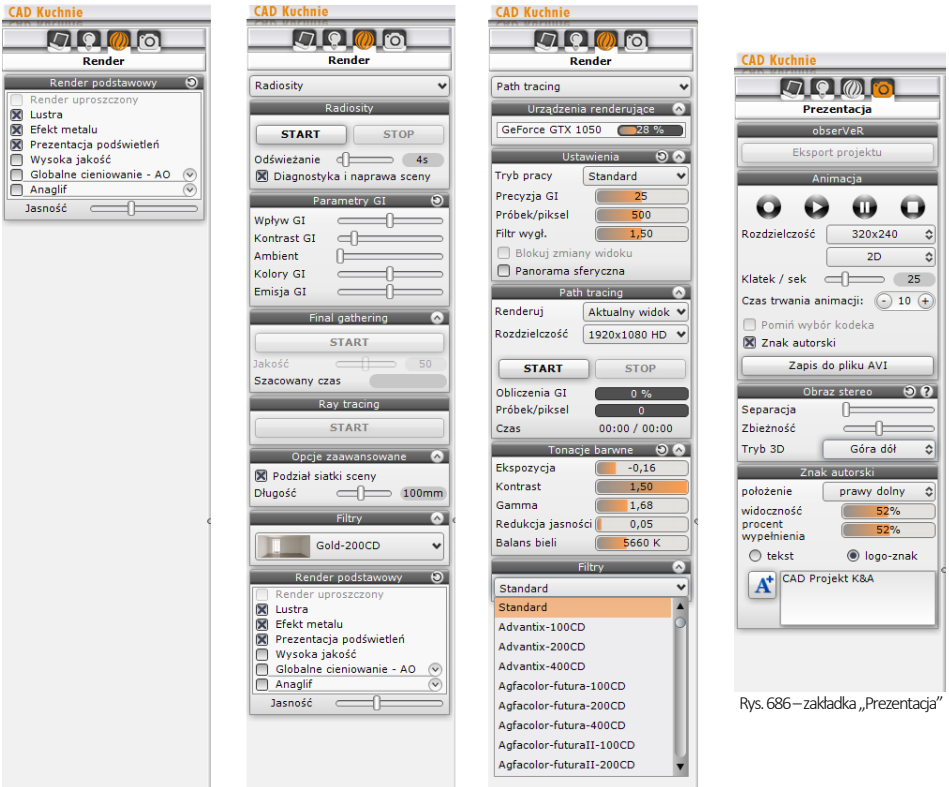 CAD Kuchnie
Render
Render podstawowy
Render uproszczony
Lustra
Efekt metalu
Prezentacja podświetleń
Wysoka jakość
Globalne cieniowanie - AO
Anaglif
Jasność
CAD Kuchnie
Render
Radiosity
Radiosity
START STOP
Odświeżanie 4s
Diagnostyka i naprawa sceny
Parametry GI
Wpływ GI
Kontrast GI
Ambient
Kolory GI
Emisja GI
Final gathering
START
Jakość 50
Szacowany czas
Ray tracing
START
Opcje zaawansowane
Podział siatki sceny
Długość 100mm
Filtry
Gold-200CD
Render podstawowy
Render uproszczony
Lustra
Efekt metalu
Prezentacja podświetleń
Wysoka jakość
Globalne cieniowanie - AO
Anaglif
Jasność
CAD Kuchnie
Render
Path tracing
Urządzenia renderujące
GeForce GTX 1050 28 %
Ustawienia
Tryb pracy Standard
Precyzja GI 25
Próbek/piksel 500
Filtr wygł. 1,50
Blokuj zmiany widoku
Panorama sferyczna
Path tracing
Renderuj Aktualny widok
Rozdzielczość 1920x1080 HD
START STOP
Obliczenia GI 0 %
Próbek/piksel 0
Czas 00:00 / 00:00
Tonacje barwne
Ekspozycja -0,16
Kontrast 1,50
Gamma 1,68
Redukcja jasności 0,05
Balans bieli 5660 K
Filtry
Standard
Standard
Advantix-100CD
Advantix-200CD
Advantix-400CD
Agfacolor-futura-100CD
Agfacolor-futura-200CD
Agfacolor-futura-400CD
Agfacolor-futuraII-100CD
Agfacolor-futuraII-200CD
CAD Kuchnie
Prezentacja
obserVeR
Eksport projektu
Animacja
Rozdzielczość 320x240
2D
Klatek / sek 25
Czas trwania animacji: - 10 +
Pomiń wybór kodeka
Znak autorski
Zapis do pliku AVI
Obraz stereo ?
Separacja
Zbieżność
Tryb 3D Góra dół
Znak autorski
położenie prawy dolny
widoczność 52%
procent
wypełnienia 52%
tekst logo-znak
A+ CAD Projekt K&A
Rys. 686 – zakładka „Prezentacja”